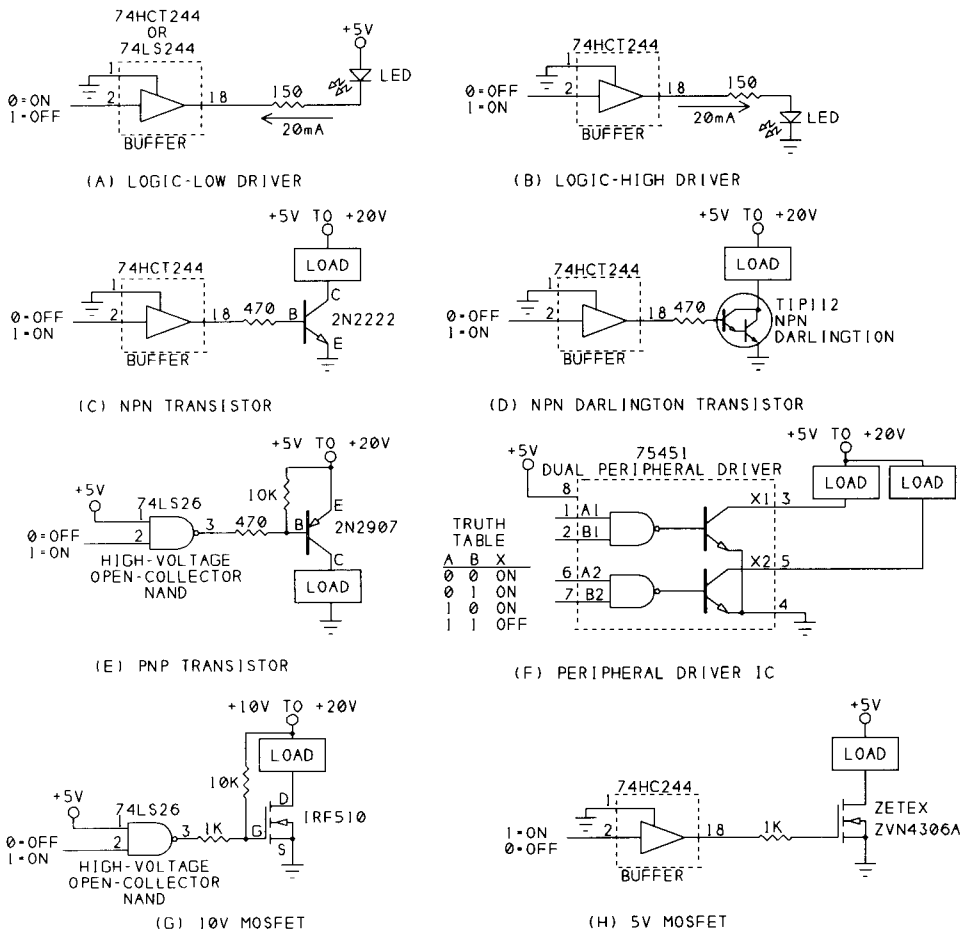 74HCT244
OR
74LS244
+5V
1
LED
0=ON
1=OFF
2
18
150
20mA
BUFFER
(A) LOGIC-LOW DRIVER
74HCT244
1
0=ON
1=OFF
2
18
150
20mA
LED
BUFFER
(B) LOGIC-HIGH DRIVER
+5V TO +20V
LOAD
74HCT244
1
C
0=OFF
1=ON
2
18
470
B
2N2222
E
BUFFER
(C) NPN TRANSISTOR
+5V TO +20V
LOAD
74HCT244
1
0=OFF
1=ON
2
18
470
TIP112
NPN
DARLINGTION
BUFFER
(D) NPN DARLINGTON TRANSISTOR
+5V TO +20V
+5V
74LS26
10K
E
1
0=OFF
1=ON
2
3
470
B
2N2907
C
HIGH-VOLTAGE
OPEN-COLLECTOR
NAND
LOAD
(E) PNP TRANSISTOR
+5V TO +20V
+5V
75451
DUAL PERIPHERAL DRIVER
LOAD
LOAD
8
X1
3
1
A1
2
B1
TRUTH
TABLE
A B X
0 0 ON
0 1 ON
1 0 ON
1 1 OFF
X2
5
6
A2
7
B2
4
(F) PERIPHERAL DRIVER IC
+10V TO +20V
LOAD
10K
+5V
74LS26
D
IRF510
1
0=OFF
1=ON
2
3
1K
G
S
HIGH-VOLTAGE
OPEN-COLLECTOR
NAND
(G) 10V MOSFET
+5V
LOAD
74HC244
1
1=ON
0=OFF
2
18
1K
ZETEX
ZVN4306A
BUFFER
(H) 5V MOSFET